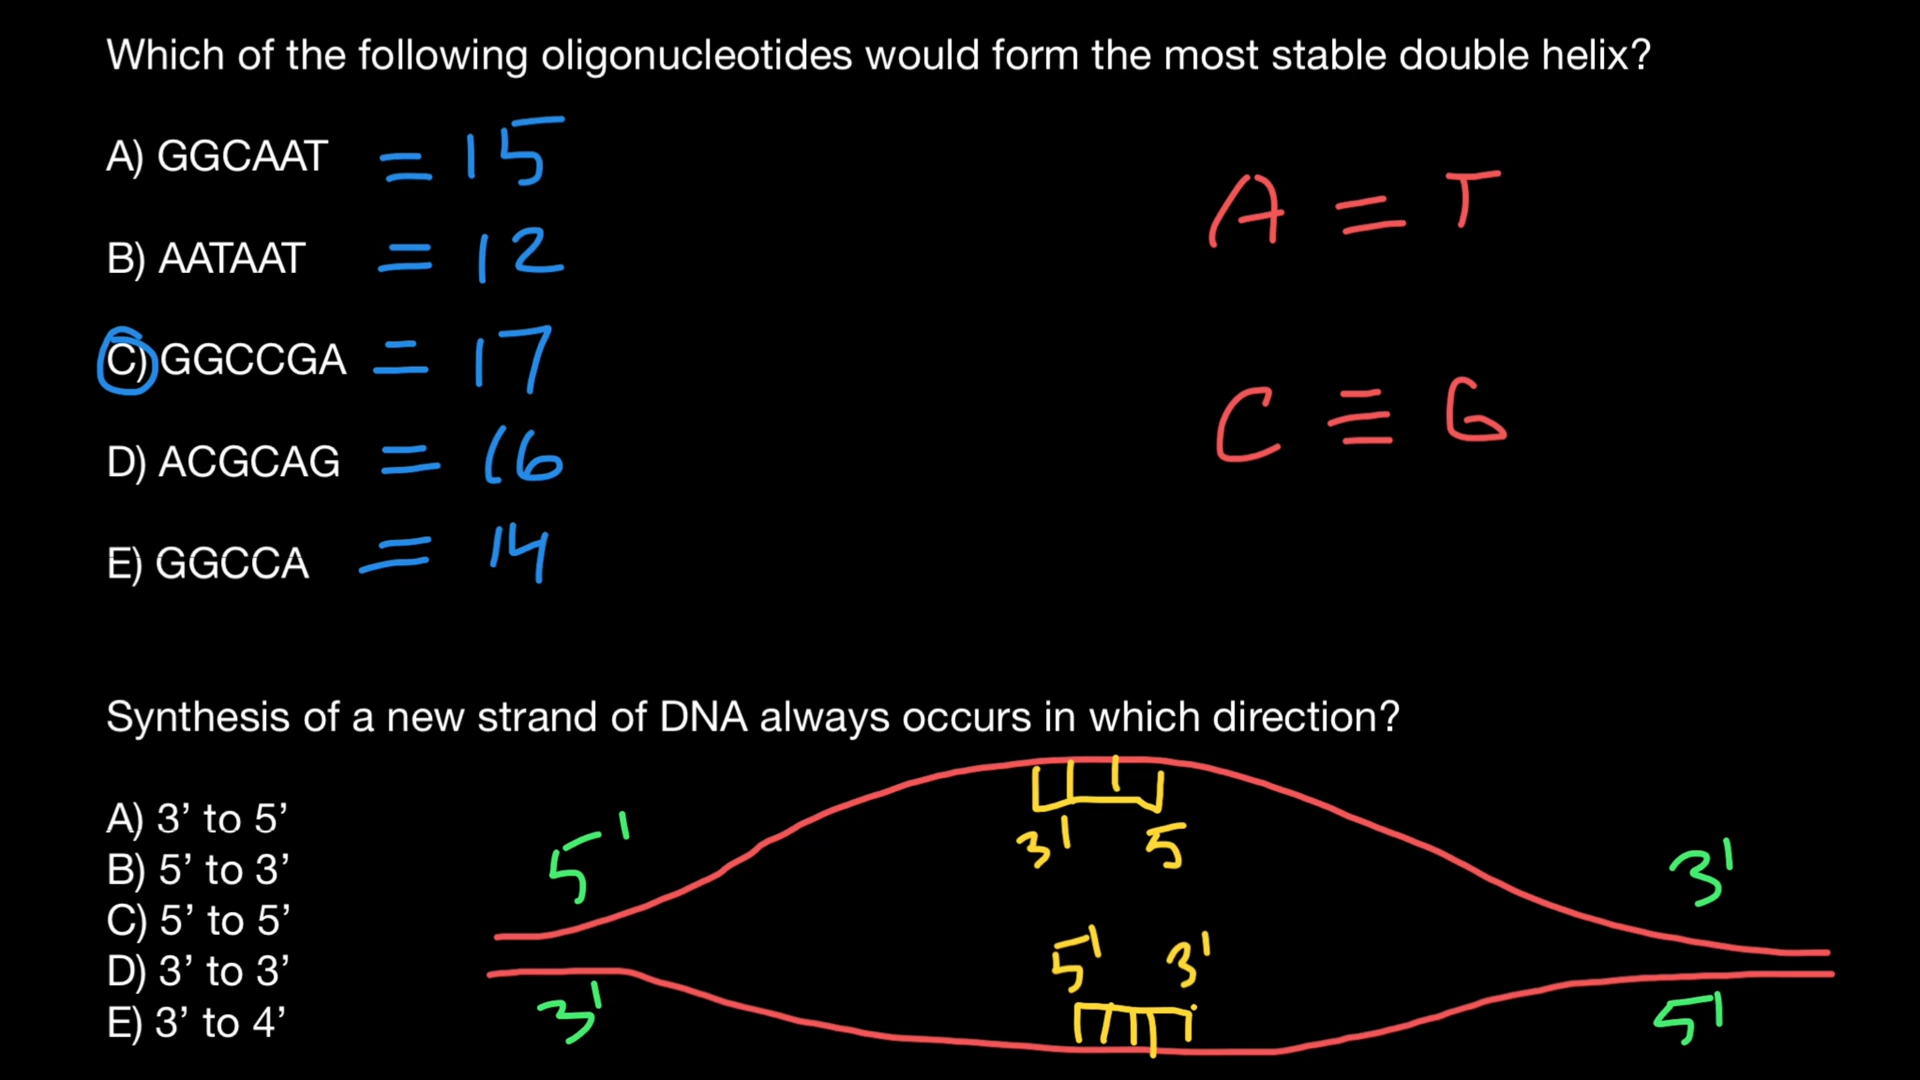 Which of the following oligonucleotides would form the most stable double helix?
A) GGCAAT = 15
A = T
B) AATAAT = 12
C) GGCCGA = 17
C ≡ G
D) ACGCAG = 16
E) GGCCA = 14
Synthesis of a new strand of DNA always occurs in which direction?
A) 3’ to 5’
5' 3' 5 3'
B) 5’ to 3’
C) 5’ to 5’
D) 3’ to 3’
5' 3'
E) 3’ to 4’
3' 5'